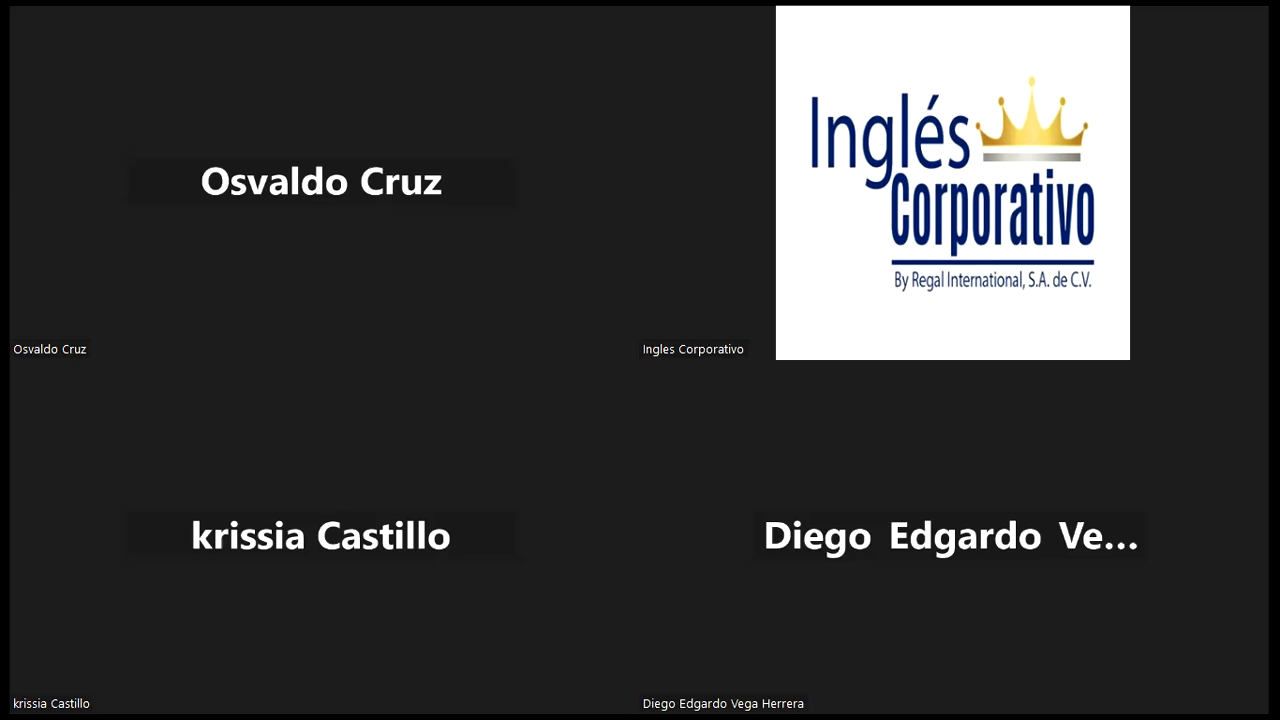 Osvaldo Cruz
Osvaldo Cruz
Inglés
Corporativo
By Regal International, S.A. de C.V.
Ingles Corporativo
krissia Castillo
krissia Castillo
Diego Edgardo Ve...
Diego Edgardo Vega Herrera